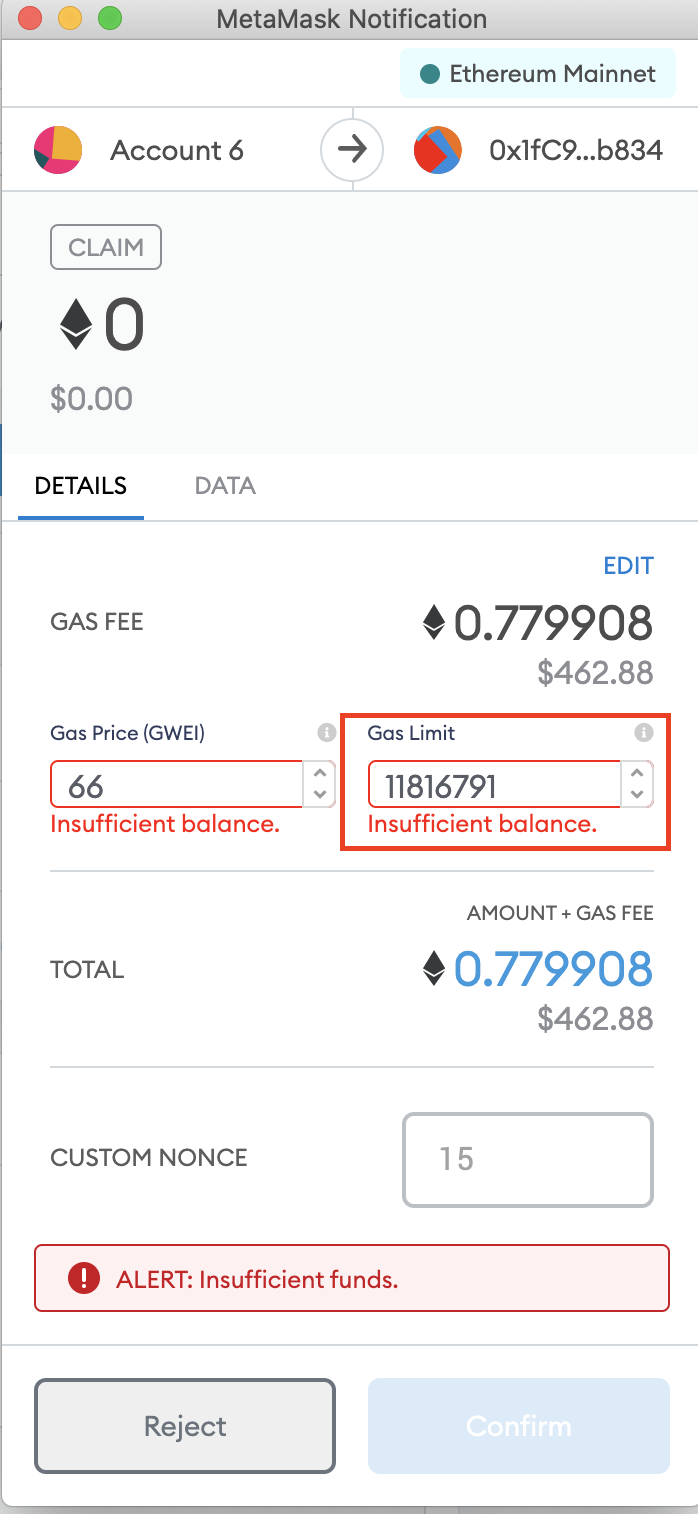 MetaMask Notification
Ethereum Mainnet
Account 6 0x1fC9...b834
CLAIM
0
$0.00
DETAILS DATA
EDIT
GAS FEE 0.779908
$462.88
Gas Price (GWEI) Gas Limit
66 11816791
Insufficient balance. Insufficient balance.
AMOUNT + GAS FEE
TOTAL 0.779908
$462.88
CUSTOM NONCE 15
ALERT: Insufficient funds.
Reject Confirm